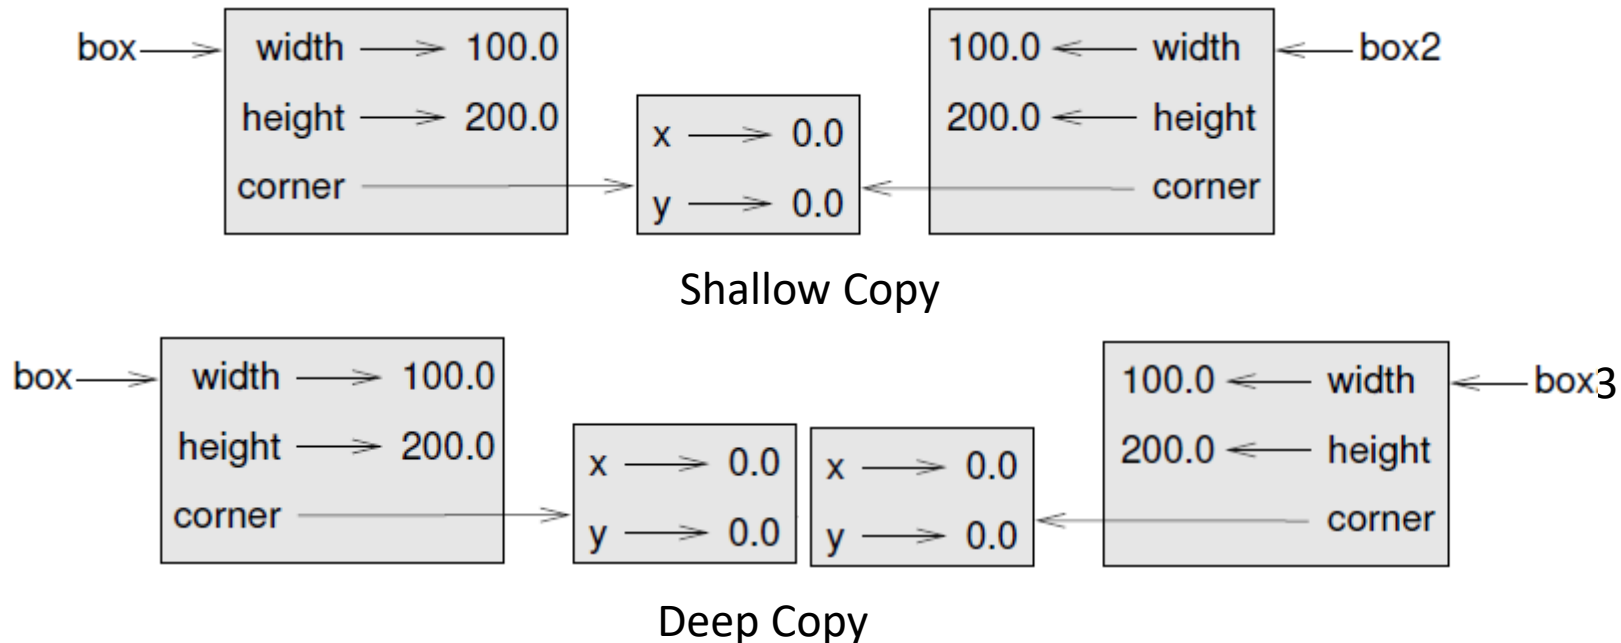 box width 100.0 100.0 width box2
height 200.0 200.0 height
x 0.0
corner corner
y 0.0
Shallow Copy
box width 100.0 100.0 width box3
height 200.0 200.0 height
x 0.0 x 0.0
corner corner
y 0.0 y 0.0
Deep Copy